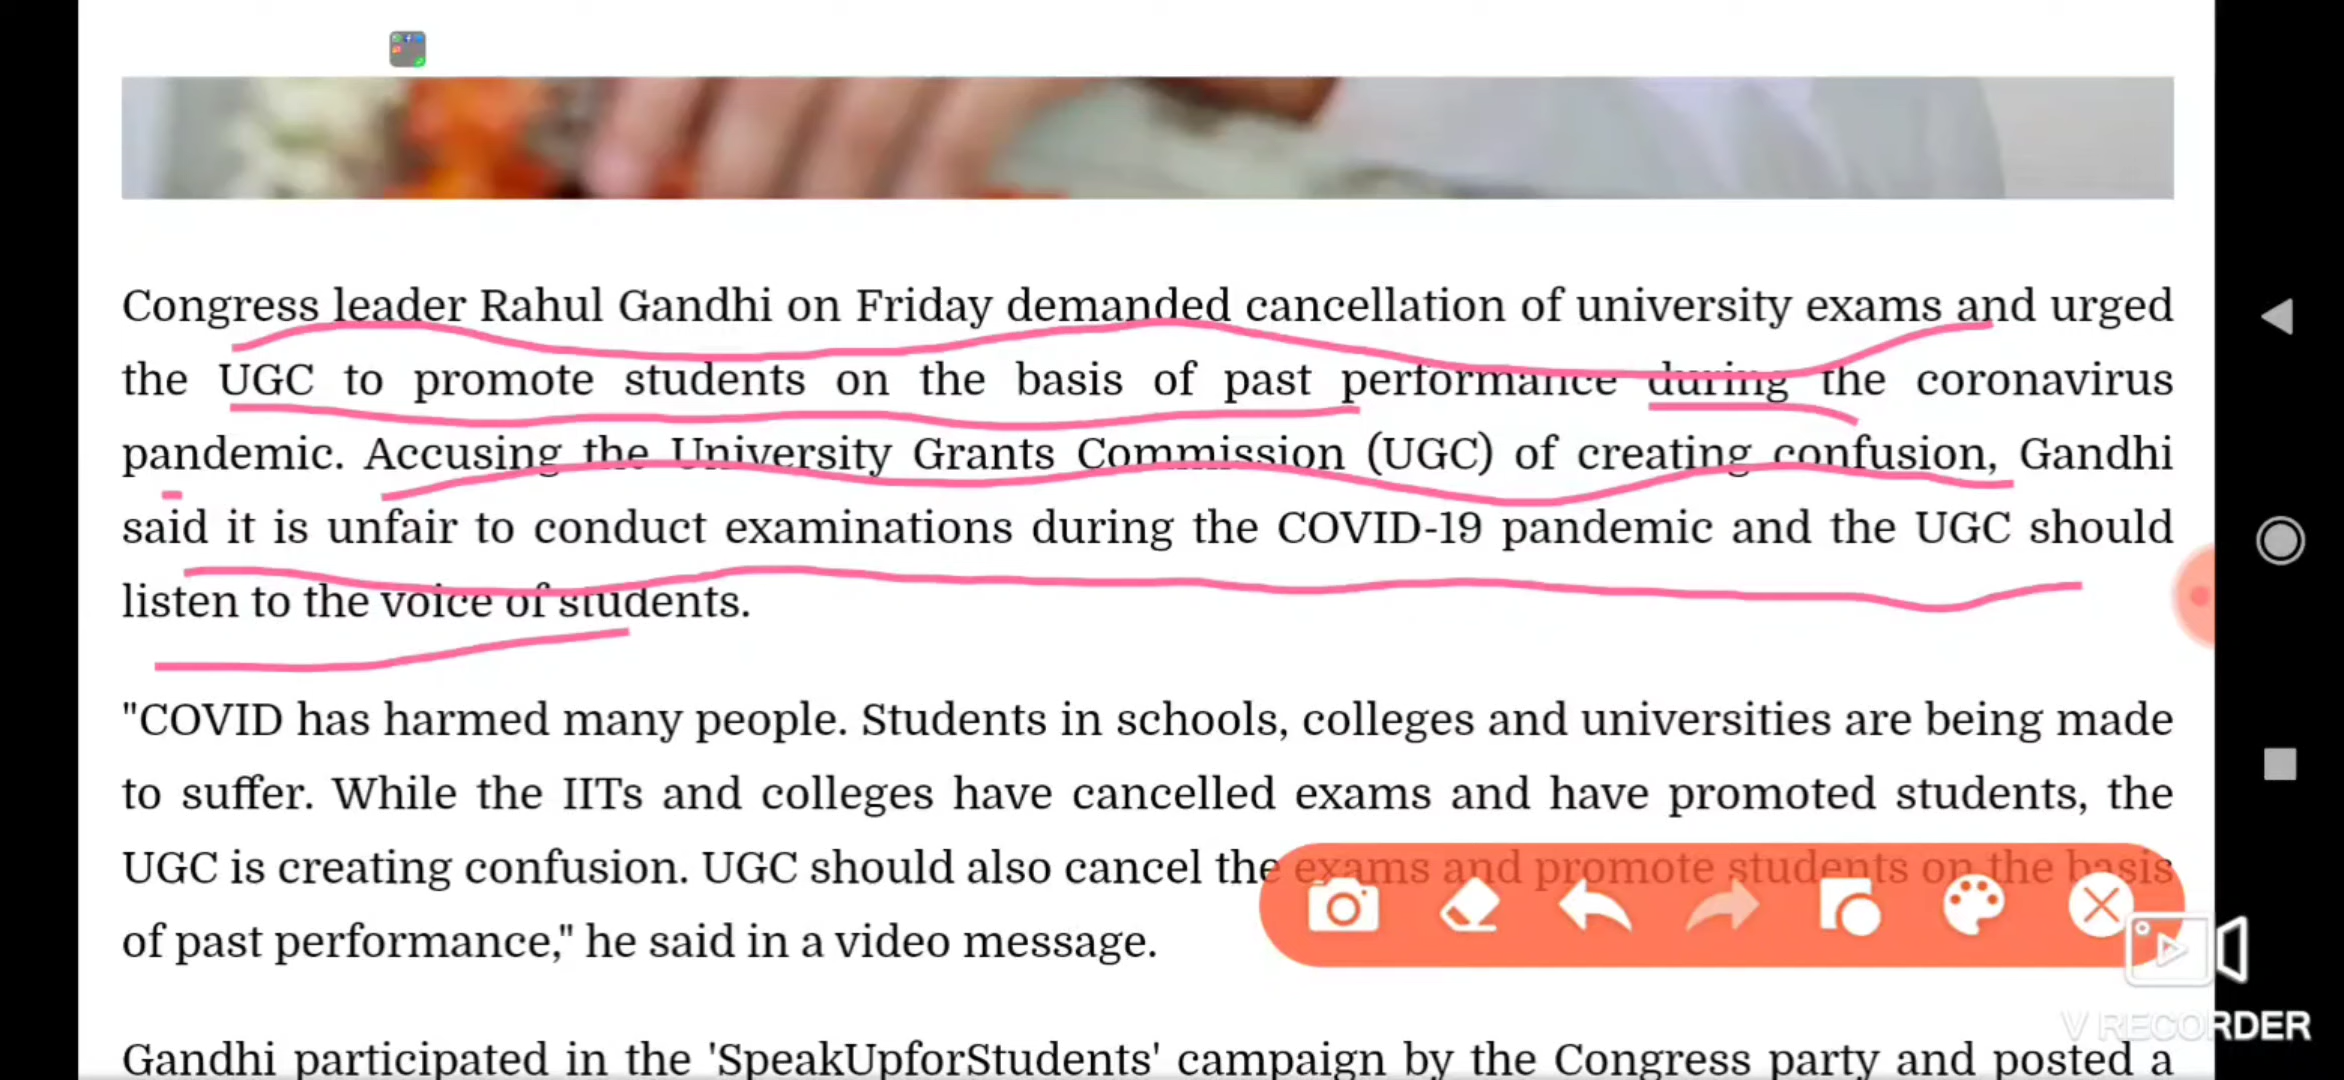 Congress leader Rahul Gandhi on Friday demanded cancellation of university exams and urged
the UGC to promote students on the basis of past performance during the coronavirus
pandemic. Accusing the University Grants Commission (UGC) of creating confusion, Gandhi
said it is unfair to conduct examinations during the COVID-19 pandemic and the UGC should
listen to the voice of students.
"COVID has harmed many people. Students in schools, colleges and universities are being made
to suffer. While the IITs and colleges have cancelled exams and have promoted students, the
UGC is creating confusion. UGC should also cancel the exams and promote students on the basis
of past performance," he said in a video message.
V RECORDER
Gandhi participated in the 'SpeakUpforStudents' campaign by the Congress party and posted a